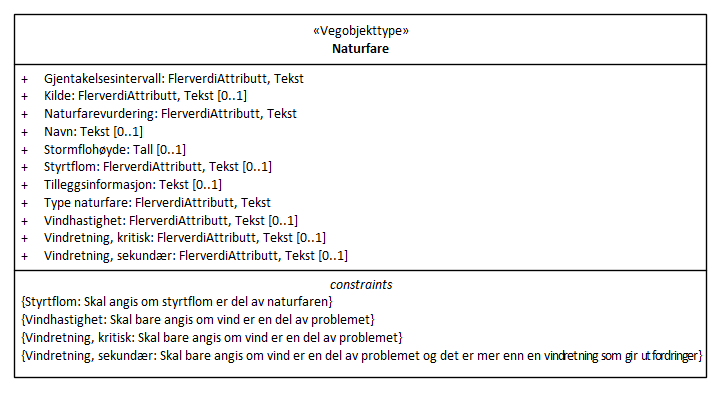 «Vegobjekttype»
Naturfare
+ Gjentakelsesintervall: FlerverdiAttributt, Tekst
+ Kilde: FlerverdiAttributt, Tekst [0..1]
+ Naturfarevurdering: FlerverdiAttributt, Tekst
+ Navn: Tekst [0..1]
+ Stormflohøyde: Tall [0..1]
+ Styrtflom: FlerverdiAttributt, Tekst [0..1]
+ Tilleggsinformasjon: Tekst [0..1]
+ Type naturfare: FlerverdiAttributt, Tekst
+ Vindhastighet: FlerverdiAttributt, Tekst [0..1]
+ Vindretning, kritisk: FlerverdiAttributt, Tekst [0..1]
+ Vindretning, sekundær: FlerverdiAttributt, Tekst [0..1]
constraints
{Styrtflom: Skal angis om styrtflom er del av naturfaren}
{Vindhastighet: Skal bare angis om vind er en del av problemet}
{Vindretning, kritisk: Skal bare angis om vind er en del av problemet}
{Vindretning, sekundær: Skal bare angis om vind er en del av problemet og det er mer enn en vindretning som gir utfordringer}